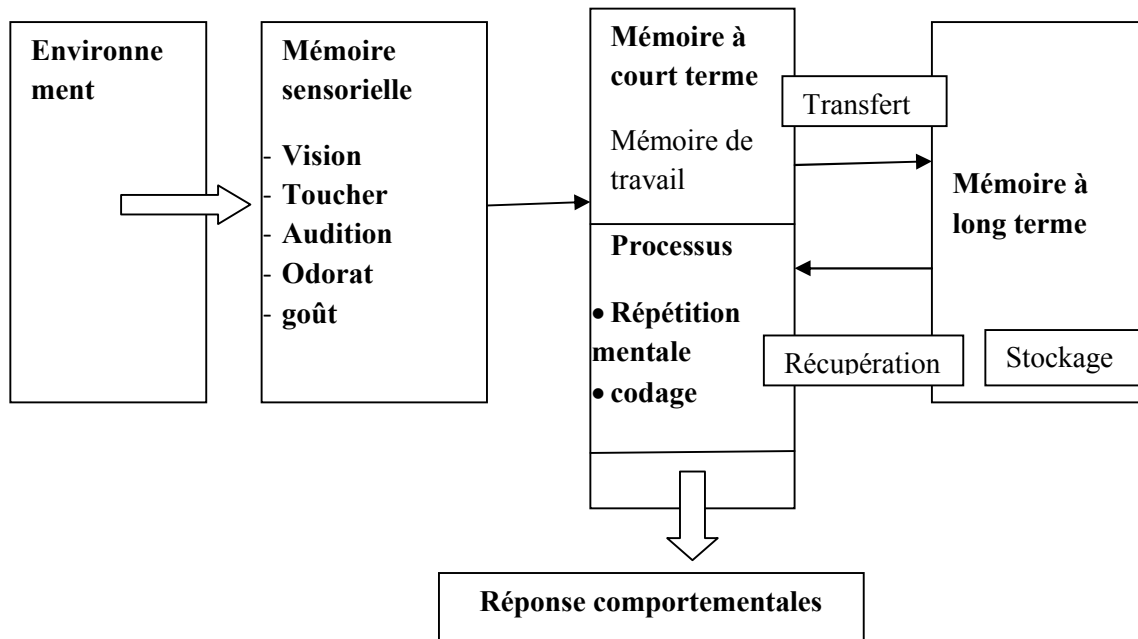 Environne
ment
Mémoire
sensorielle
- Vision
- Toucher
- Audition
- Odorat
- goût
Mémoire à
court terme
Mémoire de
travail
Processus
• Répétition
mentale
• codage
Transfert
Récupération
Mémoire à
long terme
Stockage
Réponse comportementales